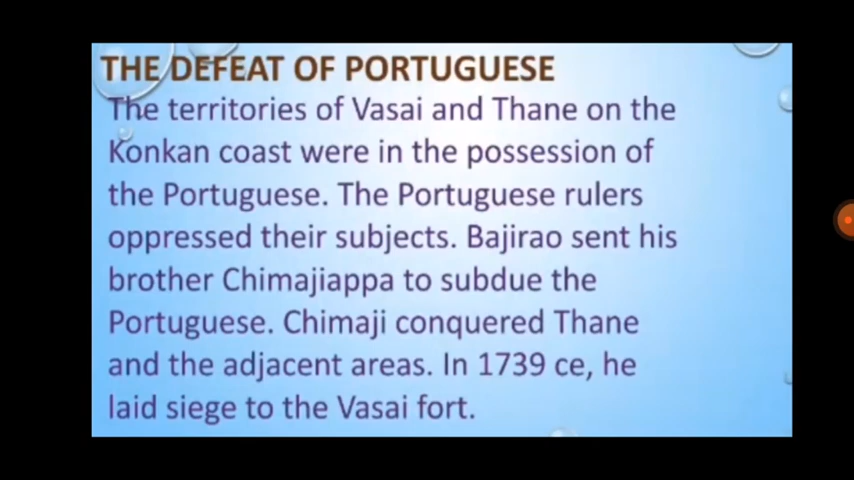 THE DEFEAT OF PORTUGUESE
The territories of Vasai and Thane on the
Konkan coast were in the possession of
the Portuguese. The Portuguese rulers
oppressed their subjects. Bajirao sent his
brother Chimajiappa to subdue the
Portuguese. Chimaji conquered Thane
and the adjacent areas. In 1739 ce, he
laid siege to the Vasai fort.